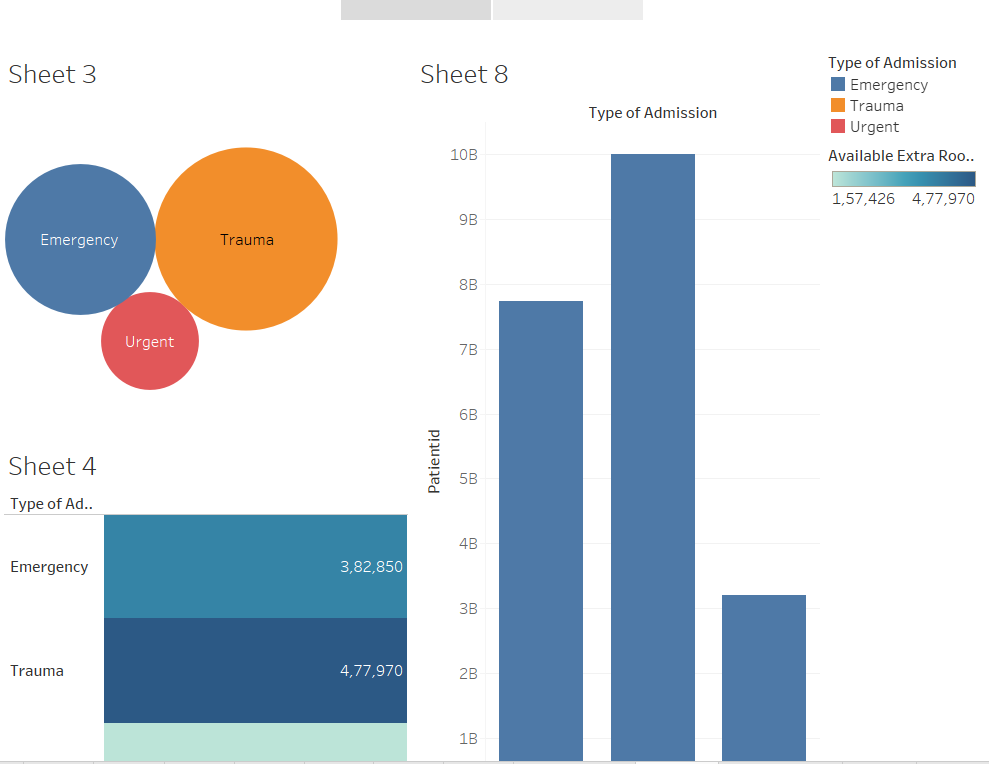 Sheet 3
Emergency
Trauma
Urgent
Sheet 4
Type of Ad..
Emergency
3,82,850
Trauma
4,77,970
Sheet 8
Type of Admission
Patientid
10B
9B
8B
7B
6B
5B
4B
3B
2B
1B
Type of Admission
Emergency
Trauma
Urgent
Available Extra Roo..
1,57,426 4,77,970